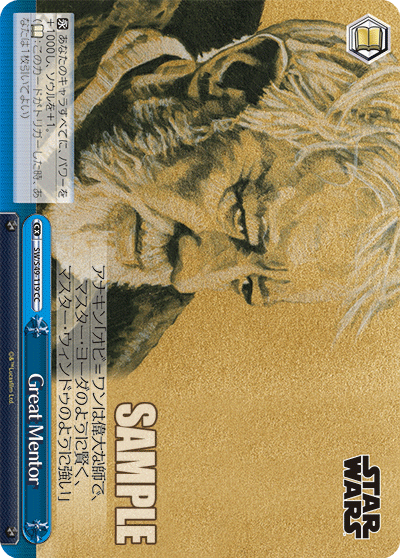 【永】 あなたのキャラすべてに、パワーを
+1000し、ソウルを+1。
(：このカードがトリガーした時、あ
なたは1枚引いてよい)
CR
SW/S49-119 CC
Great Mentor
©&™Lucasfilm Ltd.
アナキン「オビ=ワンは偉大な師で、
マスター・ヨーダのように賢く、
マスター・ウィンドゥのように強い」
SAMPLE
STAR
WARS